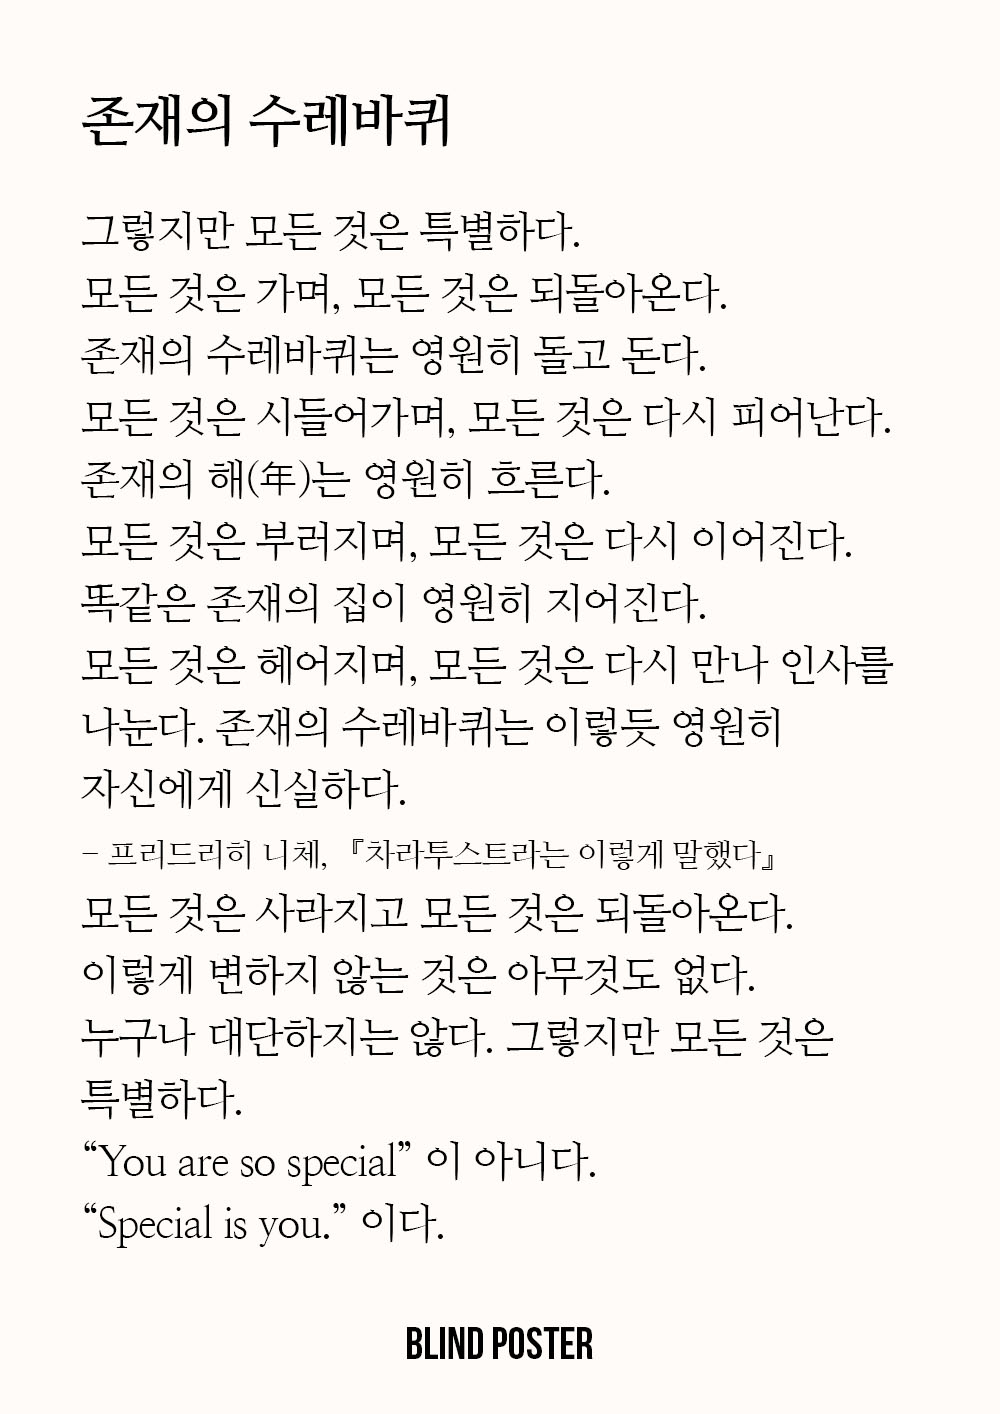 존재의 수레바퀴
그렇지만 모든 것은 특별하다.
모든 것은 가며, 모든 것은 되돌아온다.
존재의 수레바퀴는 영원히 돌고 돈다.
모든 것은 시들어가며, 모든 것은 다시 피어난다.
존재의 해(年)는 영원히 흐른다.
모든 것은 부러지며, 모든 것은 다시 이어진다.
똑같은 존재의 집이 영원히 지어진다.
모든 것은 헤어지며, 모든 것은 다시 만나 인사를
나눈다. 존재의 수레바퀴는 이렇듯 영원히
자신에게 신실하다.
– 프리드리히 니체, 『차라투스트라는 이렇게 말했다』
모든 것은 사라지고 모든 것은 되돌아온다.
이렇게 변하지 않는 것은 아무것도 없다.
누구나 대단하지는 않다. 그렇지만 모든 것은
특별하다.
“You are so special” 이 아니다.
“Special is you.” 이다.
BLIND POSTER